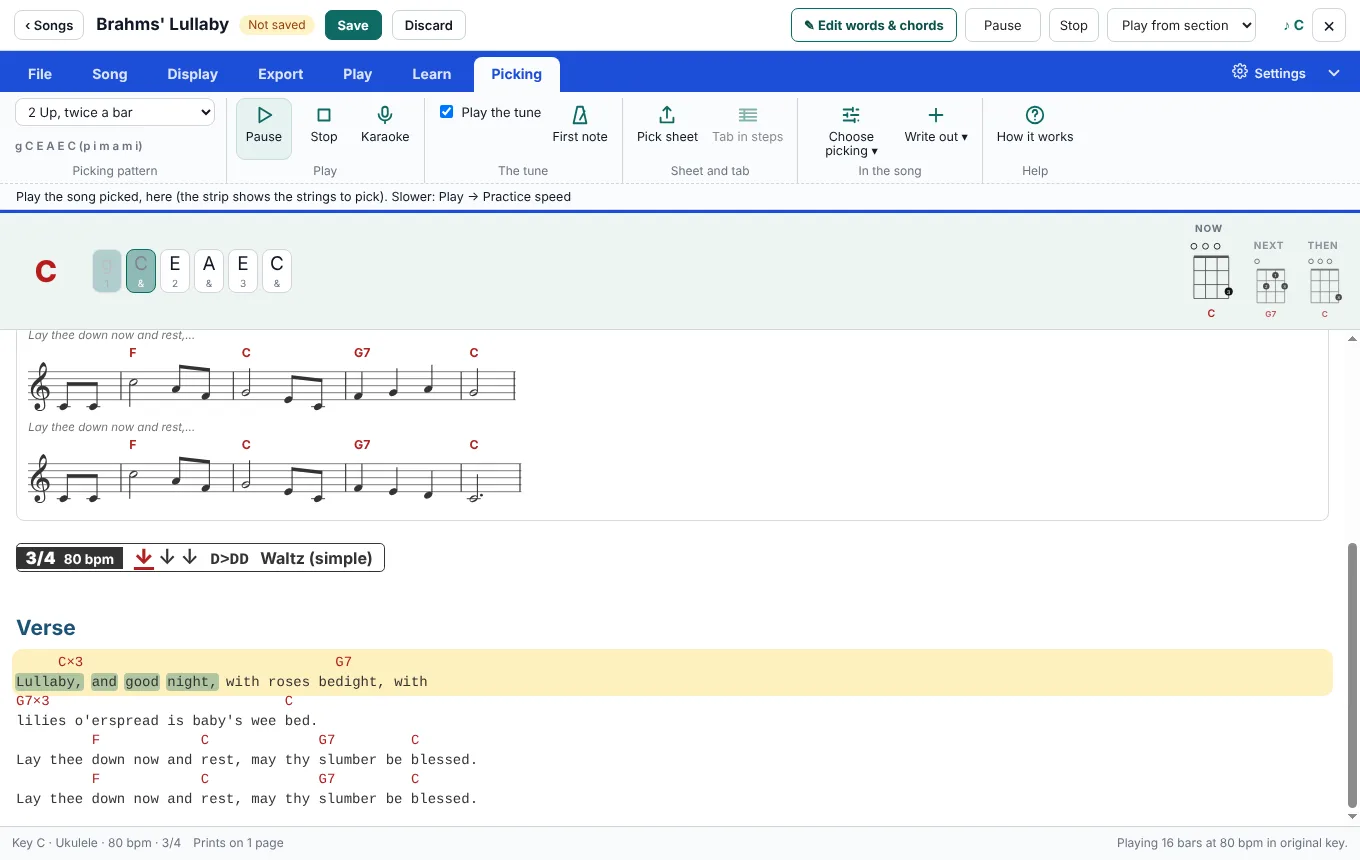 ‹ Songs Brahms' Lullaby Not saved Save Discard ✎ Edit words & chords Pause Stop Play from section ♪ C ✕
File Song Display Export Play Learn Picking Settings
2 Up, twice a bar
g C E A E C (p i m a m i)
Picking pattern
Pause Stop Karaoke
Play
Play the tune First note
The tune
Pick sheet Tab in steps
Sheet and tab
Choose picking ▾ Write out ▾
In the song
How it works
Help
Play the song picked, here (the strip shows the strings to pick). Slower: Play → Practice speed
C
g C E A E C
1 & 2 & 3 &
NOW NEXT THEN
C G7 C
Lay thee down now and rest,...
F C G7 C
Lay thee down now and rest,...
F C G7 C
3/4 80 bpm D>DD Waltz (simple)
Verse
C×3 G7
Lullaby, and good night, with roses bedight, with
G7×3 C
lilies o'erspread is baby's wee bed.
F C G7 C
Lay thee down now and rest, may thy slumber be blessed.
F C G7 C
Lay thee down now and rest, may thy slumber be blessed.
Key C · Ukulele · 80 bpm · 3/4 Prints on 1 page Playing 16 bars at 80 bpm in original key.